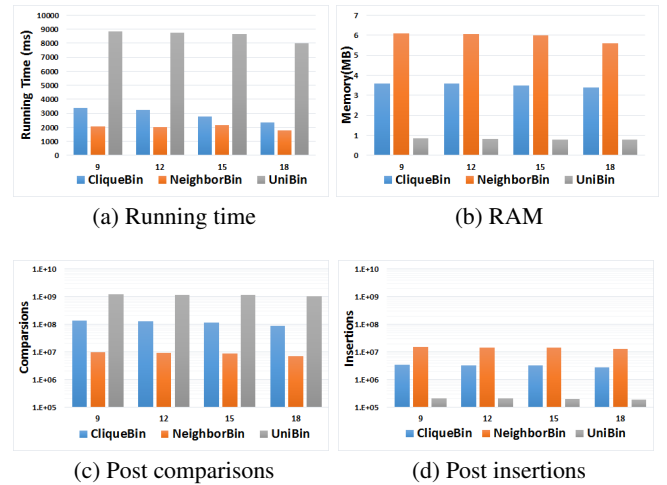 10000
9000
8000
7000
6000
5000
4000
3000
2000
1000
0
Running Time (ms)
9 12 15 18
CliqueBin NeighborBin UniBin
(a) Running time
7
6
5
4
3
2
1
0
Memory(MB)
9 12 15 18
CliqueBin NeighborBin UniBin
(b) RAM
1.E+10
1.E+09
1.E+08
1.E+07
1.E+06
1.E+05
Comparsions
9 12 15 18
CliqueBin NeighborBin UniBin
(c) Post comparisons
1.E+10
1.E+09
1.E+08
1.E+07
1.E+06
1.E+05
Insertions
9 12 15 18
CliqueBin NeighborBin UniBin
(d) Post insertions